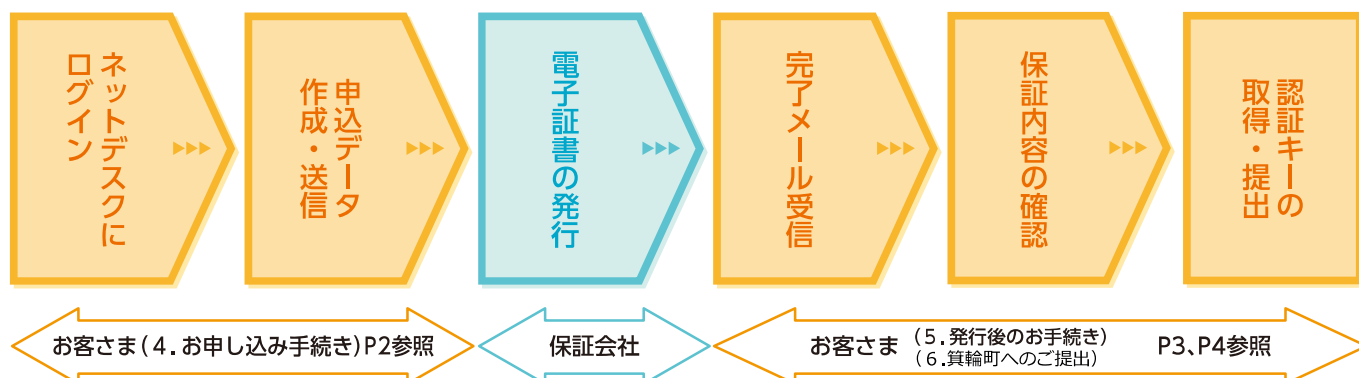 ネットデスクに
ログイン
申込データ
作成・送信
電子証書の発行
完了メール受信
保証内容の確認
認証キーの
取得・提出
お客さま(4.お申し込み手続き)P2参照
保証会社
お客さま
(5.発行後のお手続き)
(6.箕輪町へのご提出)
P3、P4参照